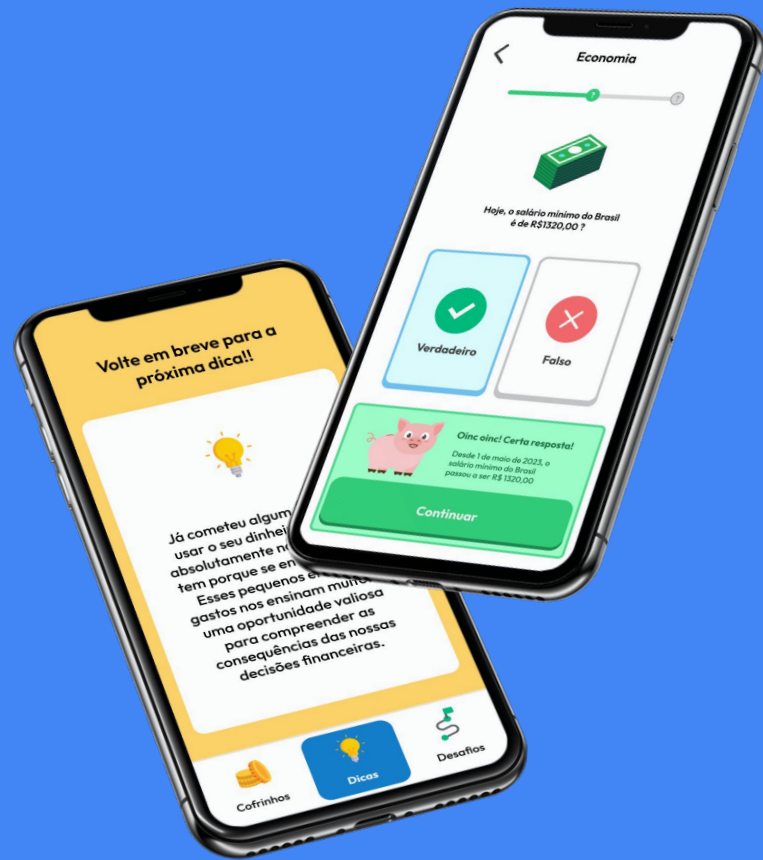 Economia
?
?
Hoje, o salário mínimo do Brasil
é de R$1320,00 ?
Verdadeiro
Falso
Oinc oinc! Certa resposta!
Desde 1 de maio de 2023, o
salário mínimo do Brasil
passou a ser R$ 1320,00
Continuar
Volte em breve para a
próxima dica!!
Já cometeu algum
usar o seu
absolutamente
tem porque se
Esses pequenos
gastos nos ensinam
uma oportunidade valiosa
para compreender as
consequências das nossas
decisões financeiras.
Cofrinhos
Dicas
Desafios